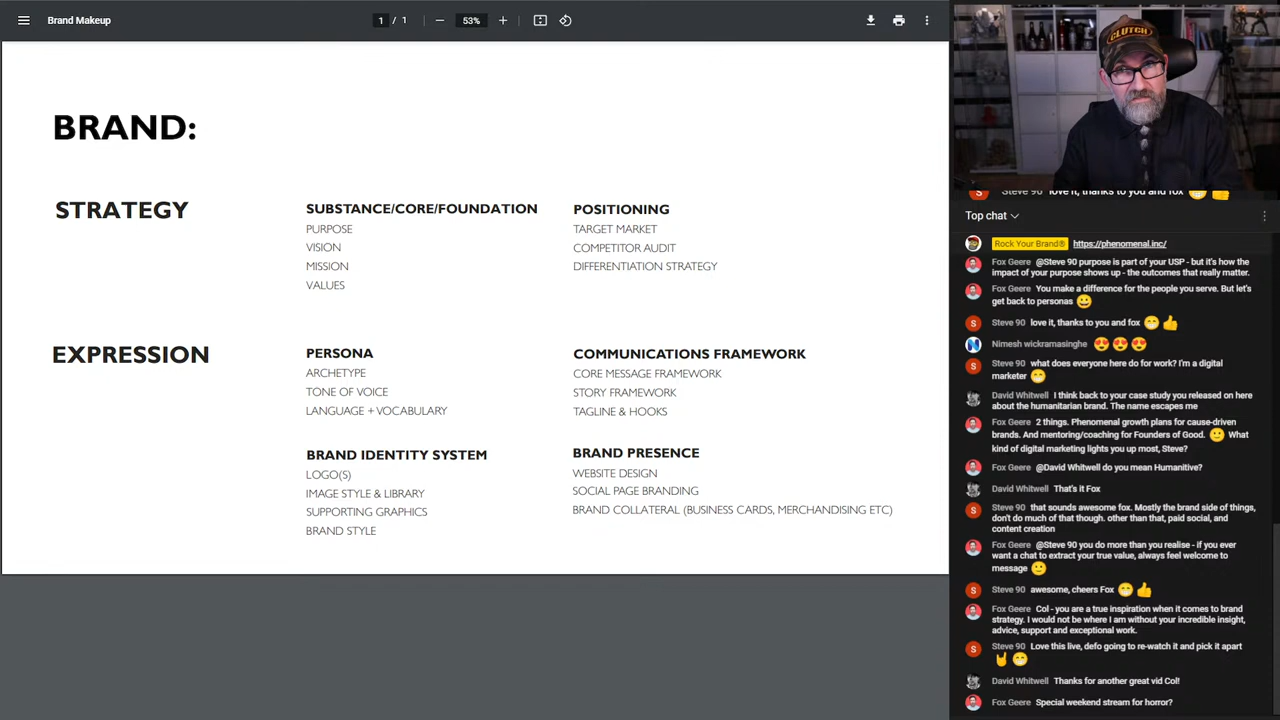 Brand Makeup
1 / 1
53%
BRAND:
STRATEGY
SUBSTANCE/CORE/FOUNDATION
PURPOSE
VISION
MISSION
VALUES
POSITIONING
TARGET MARKET
COMPETITOR AUDIT
DIFFERENTIATION STRATEGY
EXPRESSION
PERSONA
ARCHETYPE
TONE OF VOICE
LANGUAGE + VOCABULARY
COMMUNICATIONS FRAMEWORK
CORE MESSAGE FRAMEWORK
STORY FRAMEWORK
TAGLINE & HOOKS
BRAND IDENTITY SYSTEM
LOGO(S)
IMAGE STYLE & LIBRARY
SUPPORTING GRAPHICS
BRAND STYLE
BRAND PRESENCE
WEBSITE DESIGN
SOCIAL PAGE BRANDING
BRAND COLLATERAL (BUSINESS CARDS, MERCHANDISING ETC)
CLUTCH
S Steve 90 love it, thanks to you and fox 😁👍
Top chat
Rock Your Brand® https://phenomenal.inc/
Fox Geere @Steve 90 purpose is part of your USP - but it's how the
impact of your purpose shows up - the outcomes that really matter.
Fox Geere You make a difference for the people you serve. But let's
get back to personas 😀
S Steve 90 love it, thanks to you and fox 😁👍
N Nimesh wickramasinghe 😍😍😍
S Steve 90 what does everyone here do for work? I'm a digital
marketer 😁
David Whitwell I think back to your case study you released on here
about the humanitarian brand. The name escapes me
Fox Geere 2 things. Phenomenal growth plans for cause-driven
brands. And mentoring/coaching for Founders of Good. 🙂 What
kind of digital marketing lights you up most, Steve?
Fox Geere @David Whitwell do you mean Humanitive?
David Whitwell That's it Fox
S Steve 90 that sounds awesome fox. Mostly the brand side of things,
don't do much of that though. other than that, paid social, and
content creation
Fox Geere @Steve 90 you do more than you realise - if you ever
want a chat to extract your true value, always feel welcome to
message 🙂
S Steve 90 awesome, cheers Fox 😁👍
Fox Geere Col - you are a true inspiration when it comes to brand
strategy. I would not be where I am without your incredible insight,
advice, support and exceptional work.
S Steve 90 Love this live, defo going to re-watch it and pick it apart
🤘😁
David Whitwell Thanks for another great vid Col!
Fox Geere Special weekend stream for horror?